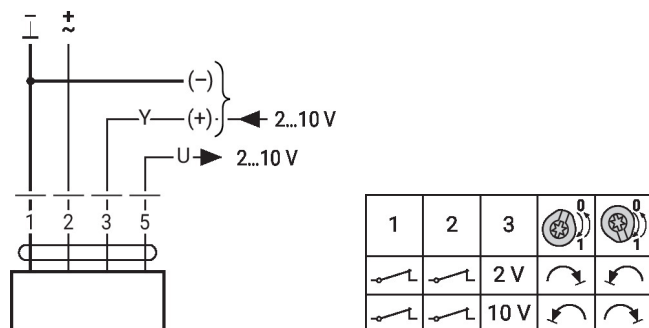 – +
⊥ ~
(–)
Y (+) 2...10 V
U 2...10 V
1 2 3 5
1 2 3 0 1 0 1
2 V
10 V